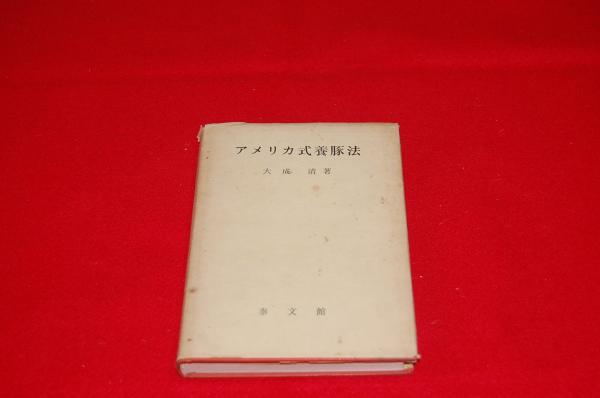 アメリカ式養豚法
大成 清著
泰文館